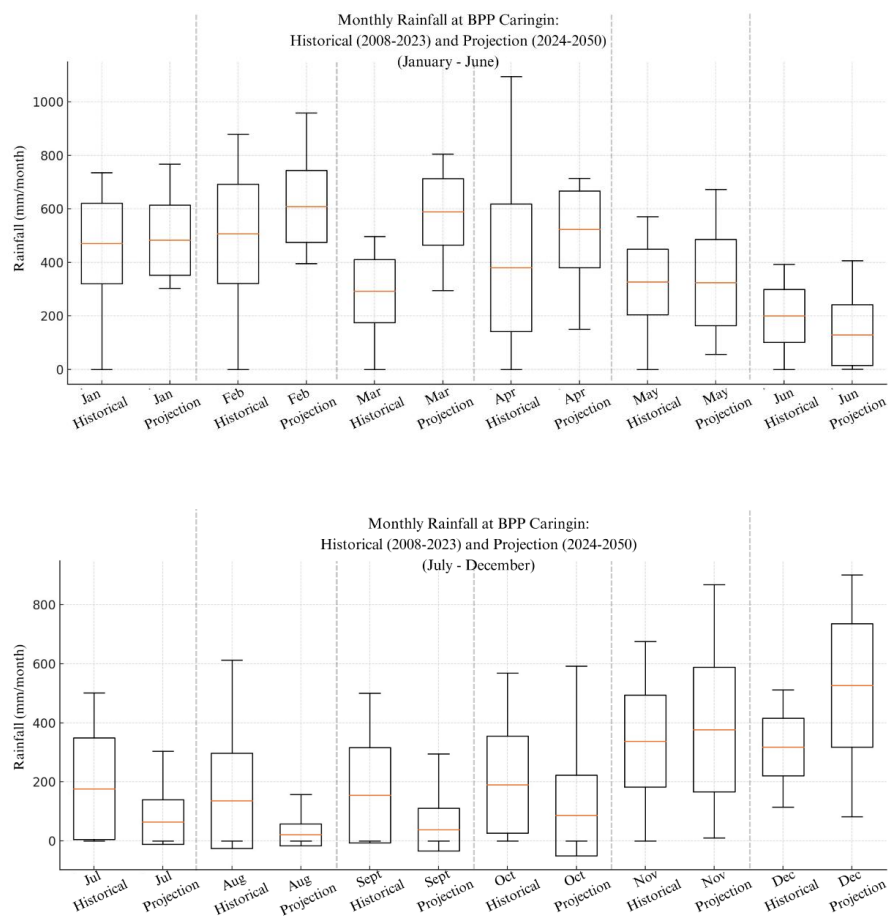 Monthly Rainfall at BPP Caringin:
Historical (2008-2023) and Projection (2024-2050)
(January - June)
Rainfall (mm/month)
1000
800
600
400
200
0
Jan Historical
Jan Projection
Feb Historical
Feb Projection
Mar Historical
Mar Projection
Apr Historical
Apr Projection
May Historical
May Projection
Jun Historical
Jun Projection
Monthly Rainfall at BPP Caringin:
Historical (2008-2023) and Projection (2024-2050)
(July - December)
Rainfall (mm/month)
800
600
400
200
0
Jul Historical
Jul Projection
Aug Historical
Aug Projection
Sept Historical
Sept Projection
Oct Historical
Oct Projection
Nov Historical
Nov Projection
Dec Historical
Dec Projection